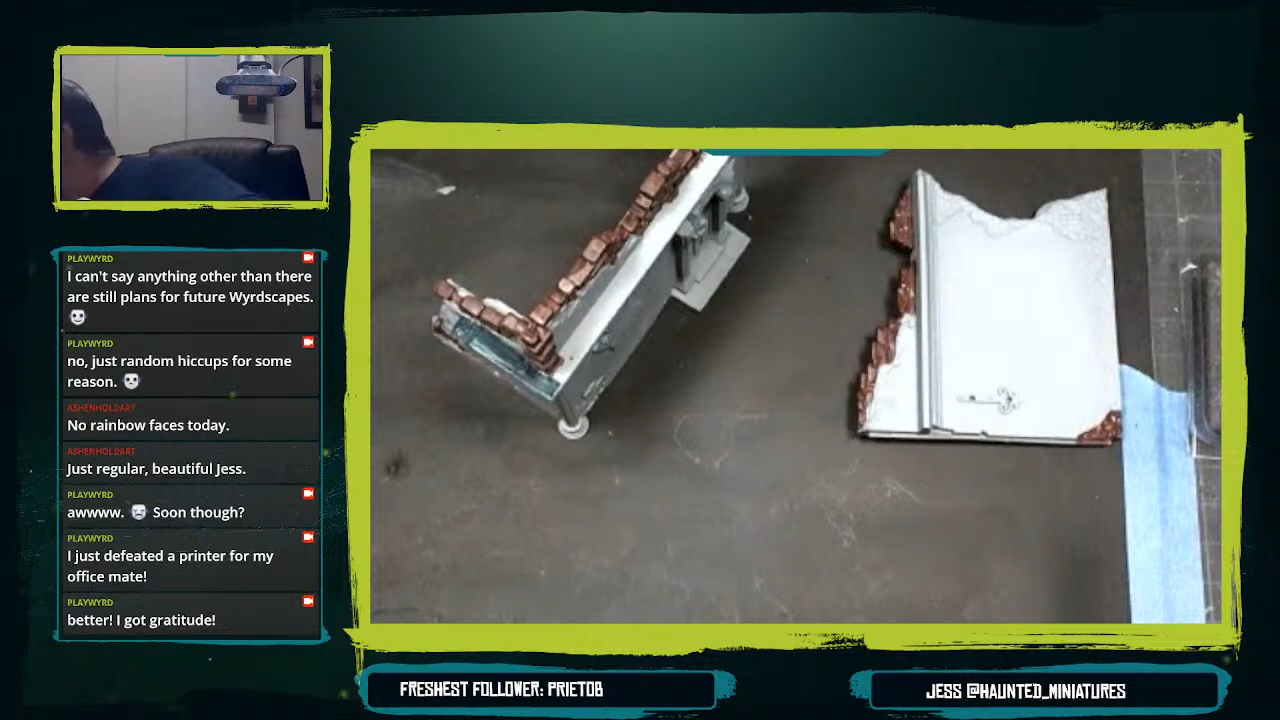 PLAYWYRD
I can't say anything other than there
are still plans for future Wyrdscapes.
PLAYWYRD
no, just random hiccups for some
reason.
ASHENHOLDART
No rainbow faces today.
ASHENHOLDART
Just regular, beautiful Jess.
PLAYWYRD
awwww. Soon though?
PLAYWYRD
I just defeated a printer for my
office mate!
PLAYWYRD
better! I got gratitude!
FRESHEST FOLLOWER: PRIETOB
JESS @HAUNTED_MINIATURES